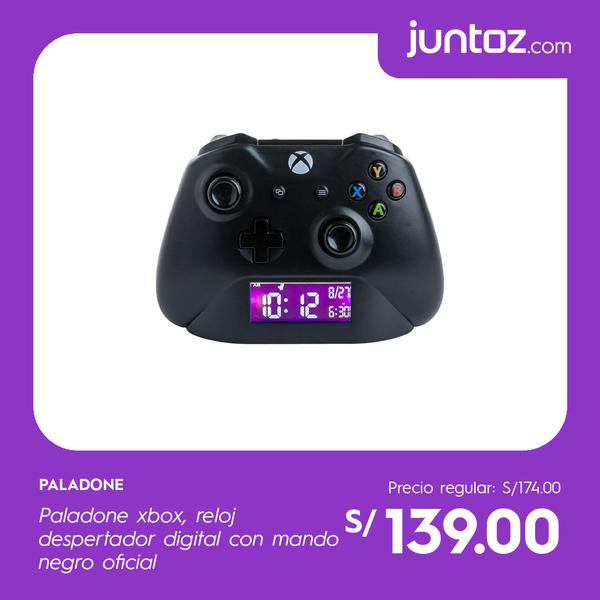 juntoz.com
Y
X
B
A
AM
10:12
8/27
6:30
PALADONE
Paladone xbox, reloj
despertador digital con mando
negro oficial
Precio regular: S/174.00
S/ 139.00